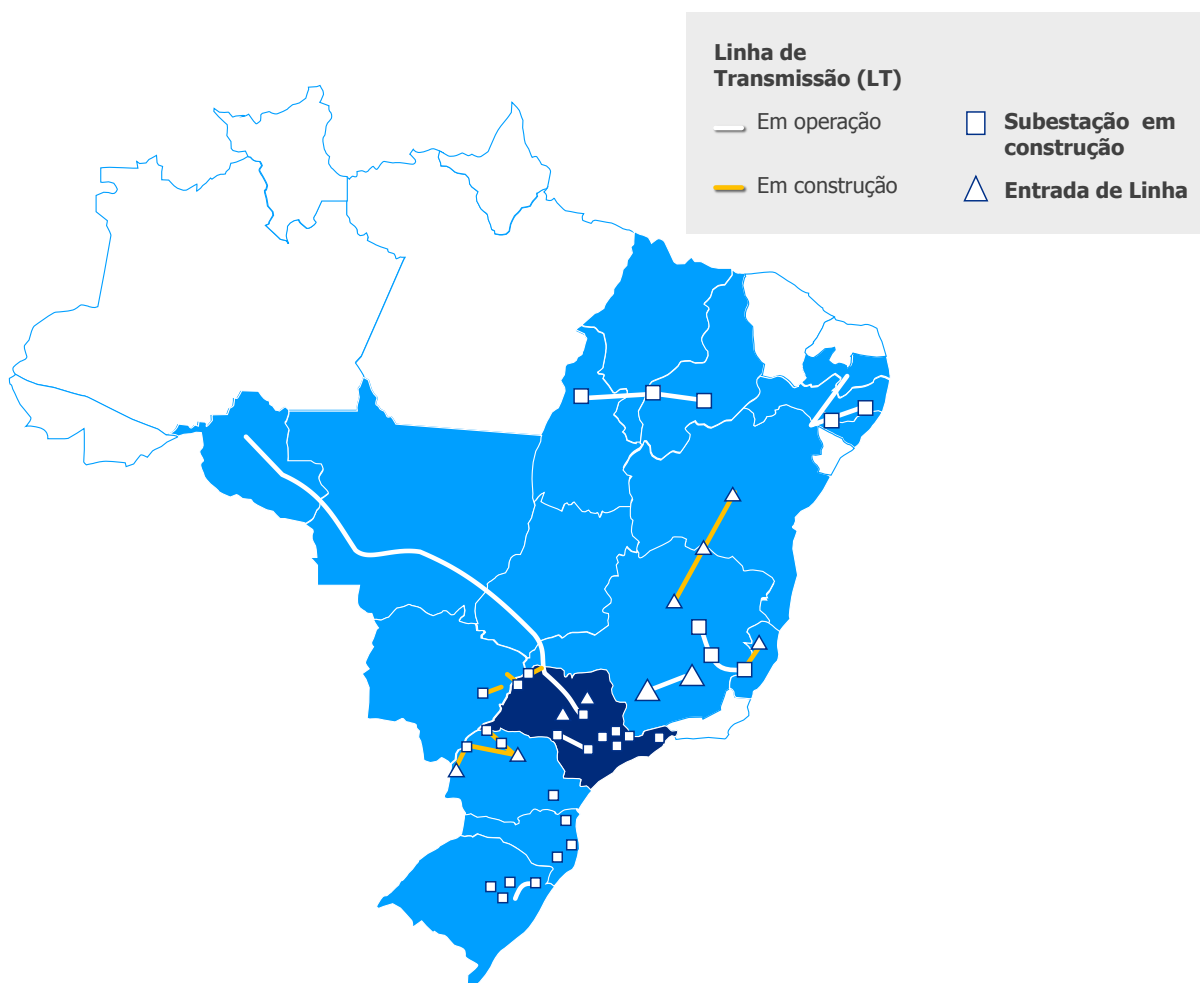 Linha de
Transmissão (LT)
Em operação
Em construção
Subestação em
construção
Entrada de Linha